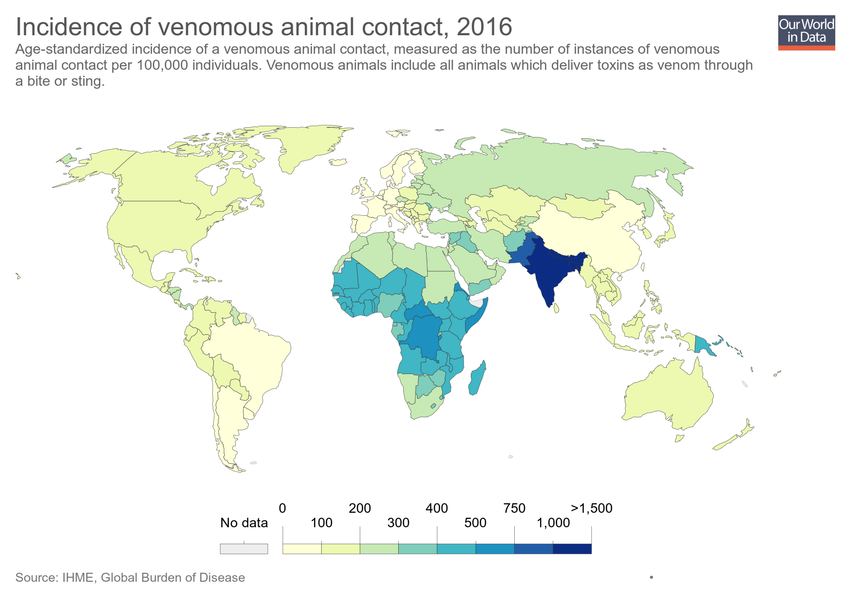 Incidence of venomous animal contact, 2016
Our World
in Data
Age-standardized incidence of a venomous animal contact, measured as the number of instances of venomous
animal contact per 100,000 individuals. Venomous animals include all animals which deliver toxins as venom through
a bite or sting.
0 200 400 750 >1,500
No data 100 300 500 1,000
Source: IHME, Global Burden of Disease